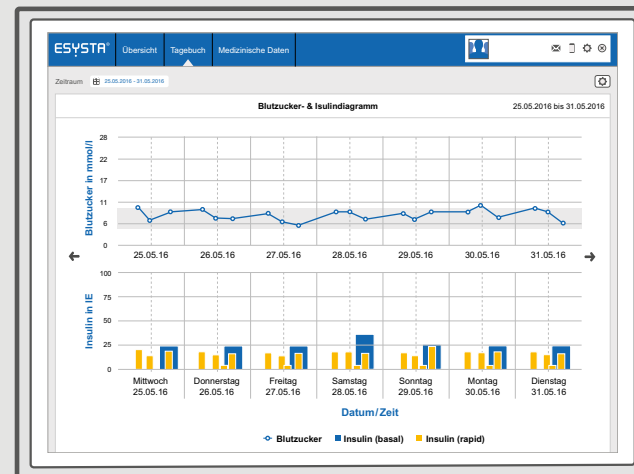 ESYSTA® Übersicht Tagebuch Medizinische Daten
Zeitraum 25.05.2016 - 31.05.2016
Blutzucker- & Isulindiagramm 25.05.2016 bis 31.05.2016
Blutzucker in mmol/l
28
22
17
11
6
0
25.05.16 26.05.16 27.05.16 28.05.16 29.05.16 30.05.16 31.05.16
Insulin in IE
100
75
50
25
0
Mittwoch Donnerstag Freitag Samstag Sonntag Montag Dienstag
25.05.16 26.05.16 27.05.16 28.05.16 29.05.16 30.05.16 31.05.16
Datum/Zeit
Blutzucker Insulin (basal) Insulin (rapid)